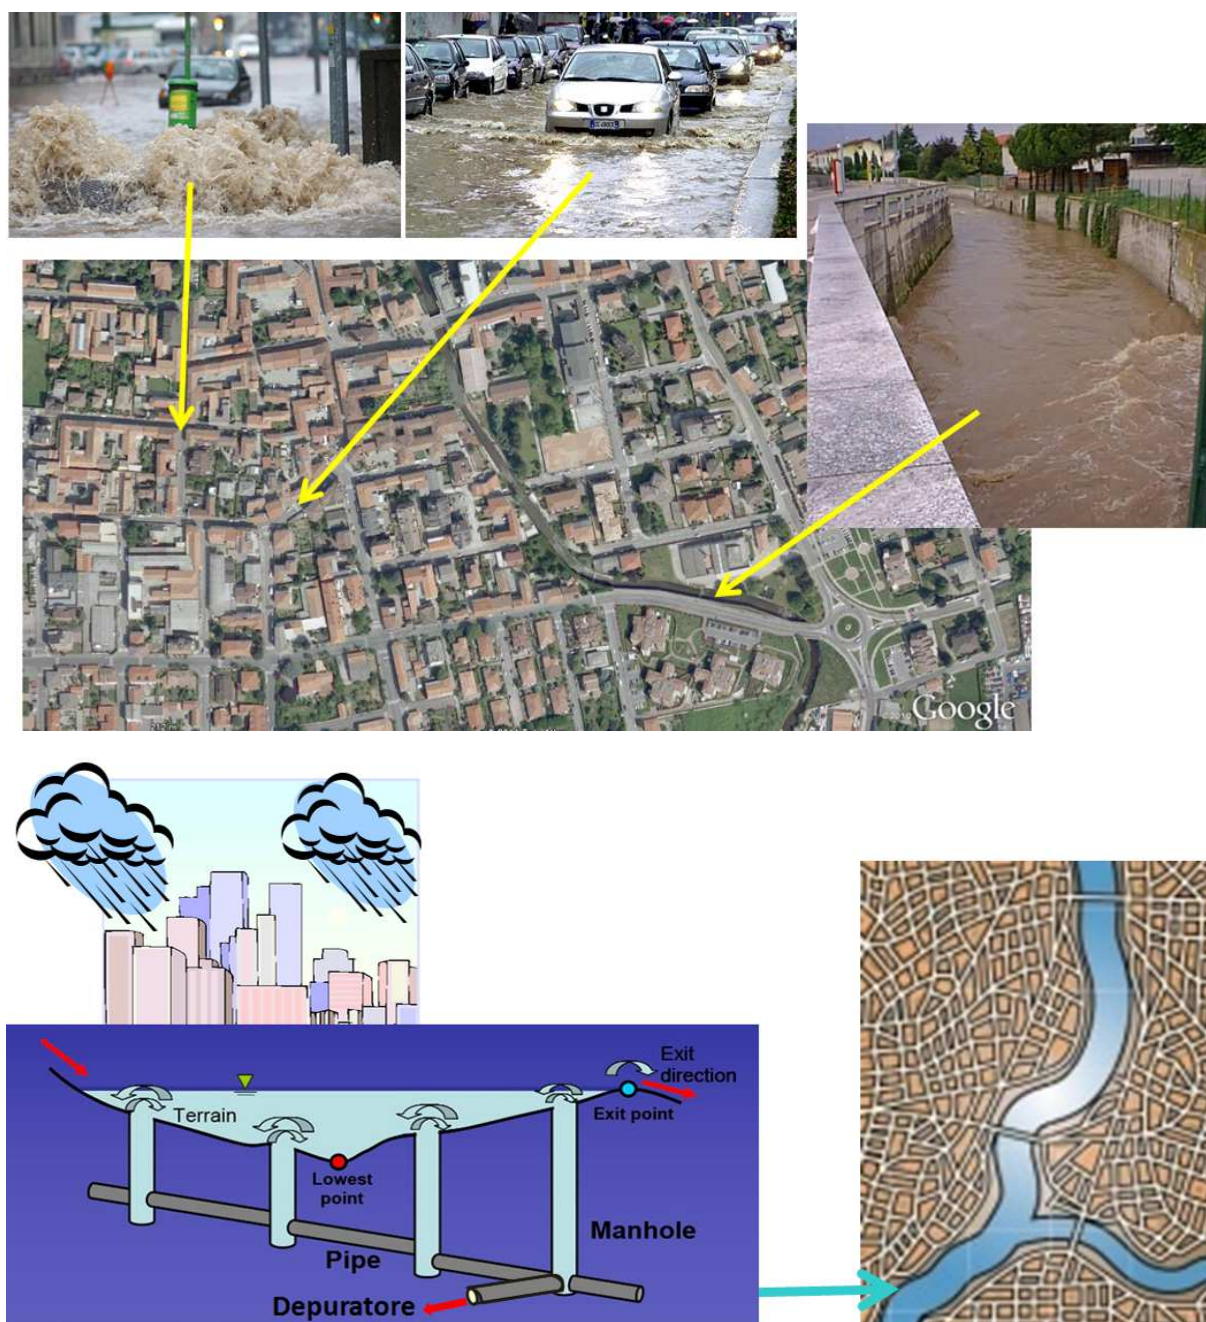 Google
Exit
direction
Terrain
Exit point
Lowest
point
Manhole
Pipe
Depuratore